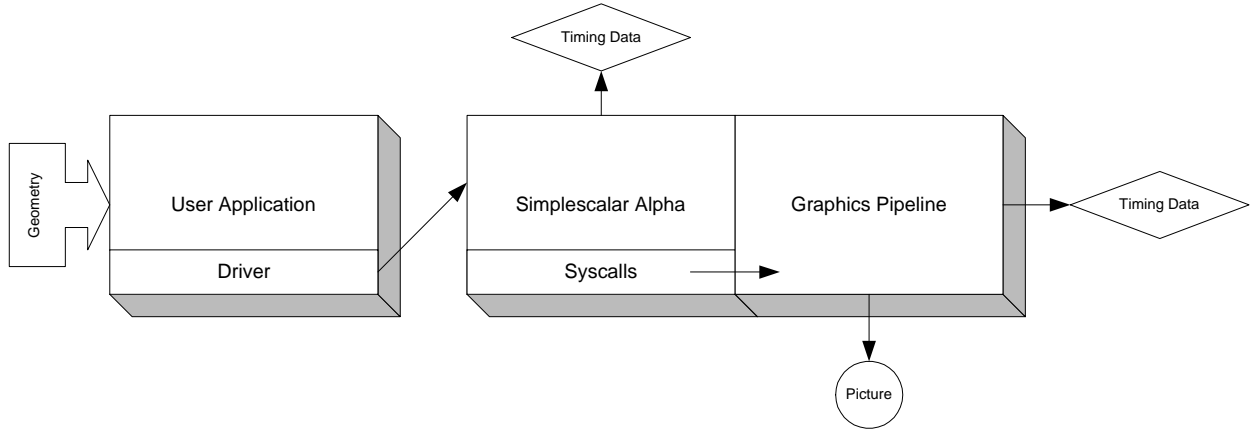 Timing Data
Geometry
User Application
Simplescalar Alpha
Graphics Pipeline
Timing Data
Driver
Syscalls
Picture